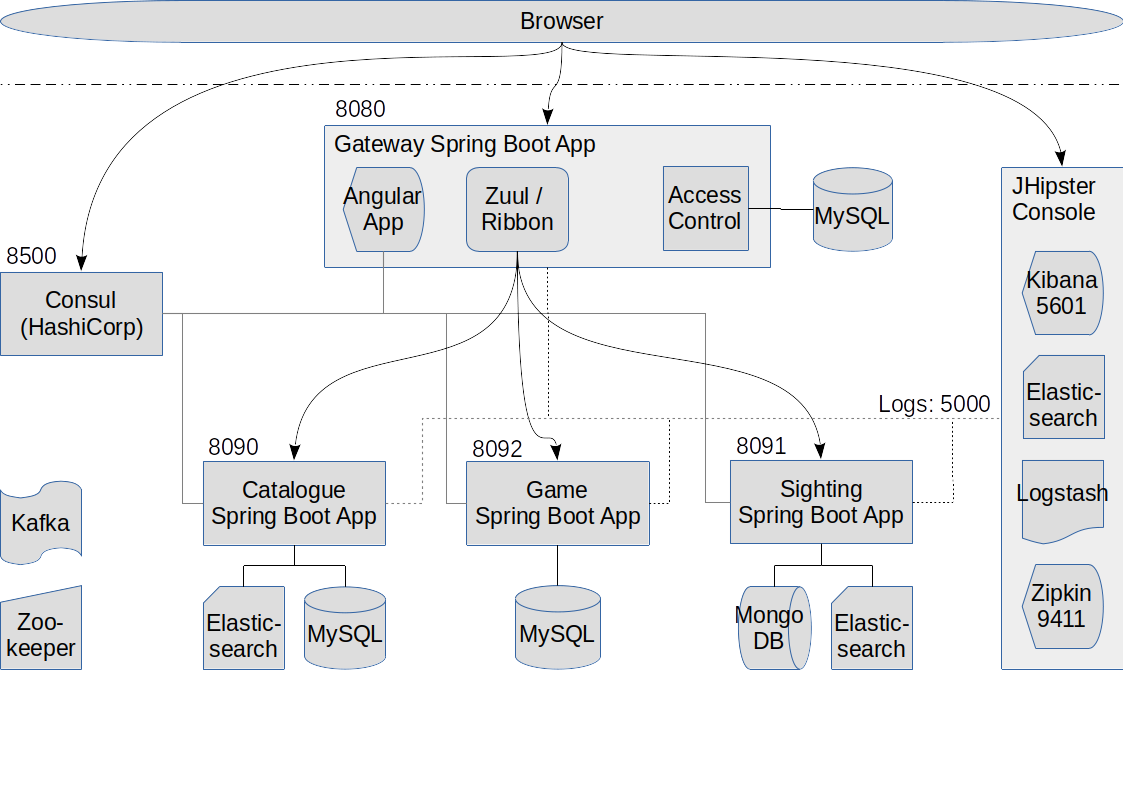 Browser
8080
Gateway Spring Boot App
Angular
App
Zuul /
Ribbon
Access
Control
MySQL
JHipster
Console
8500
Consul
(HashiCorp)
Kibana
5601
Elastic-
search
Logs: 5000
8090
8092
8091
Catalogue
Spring Boot App
Game
Spring Boot App
Sighting
Spring Boot App
Logstash
Kafka
Zoo-
keeper
Elastic-
search
MySQL
MySQL
Mongo
DB
Elastic-
search
Zipkin
9411